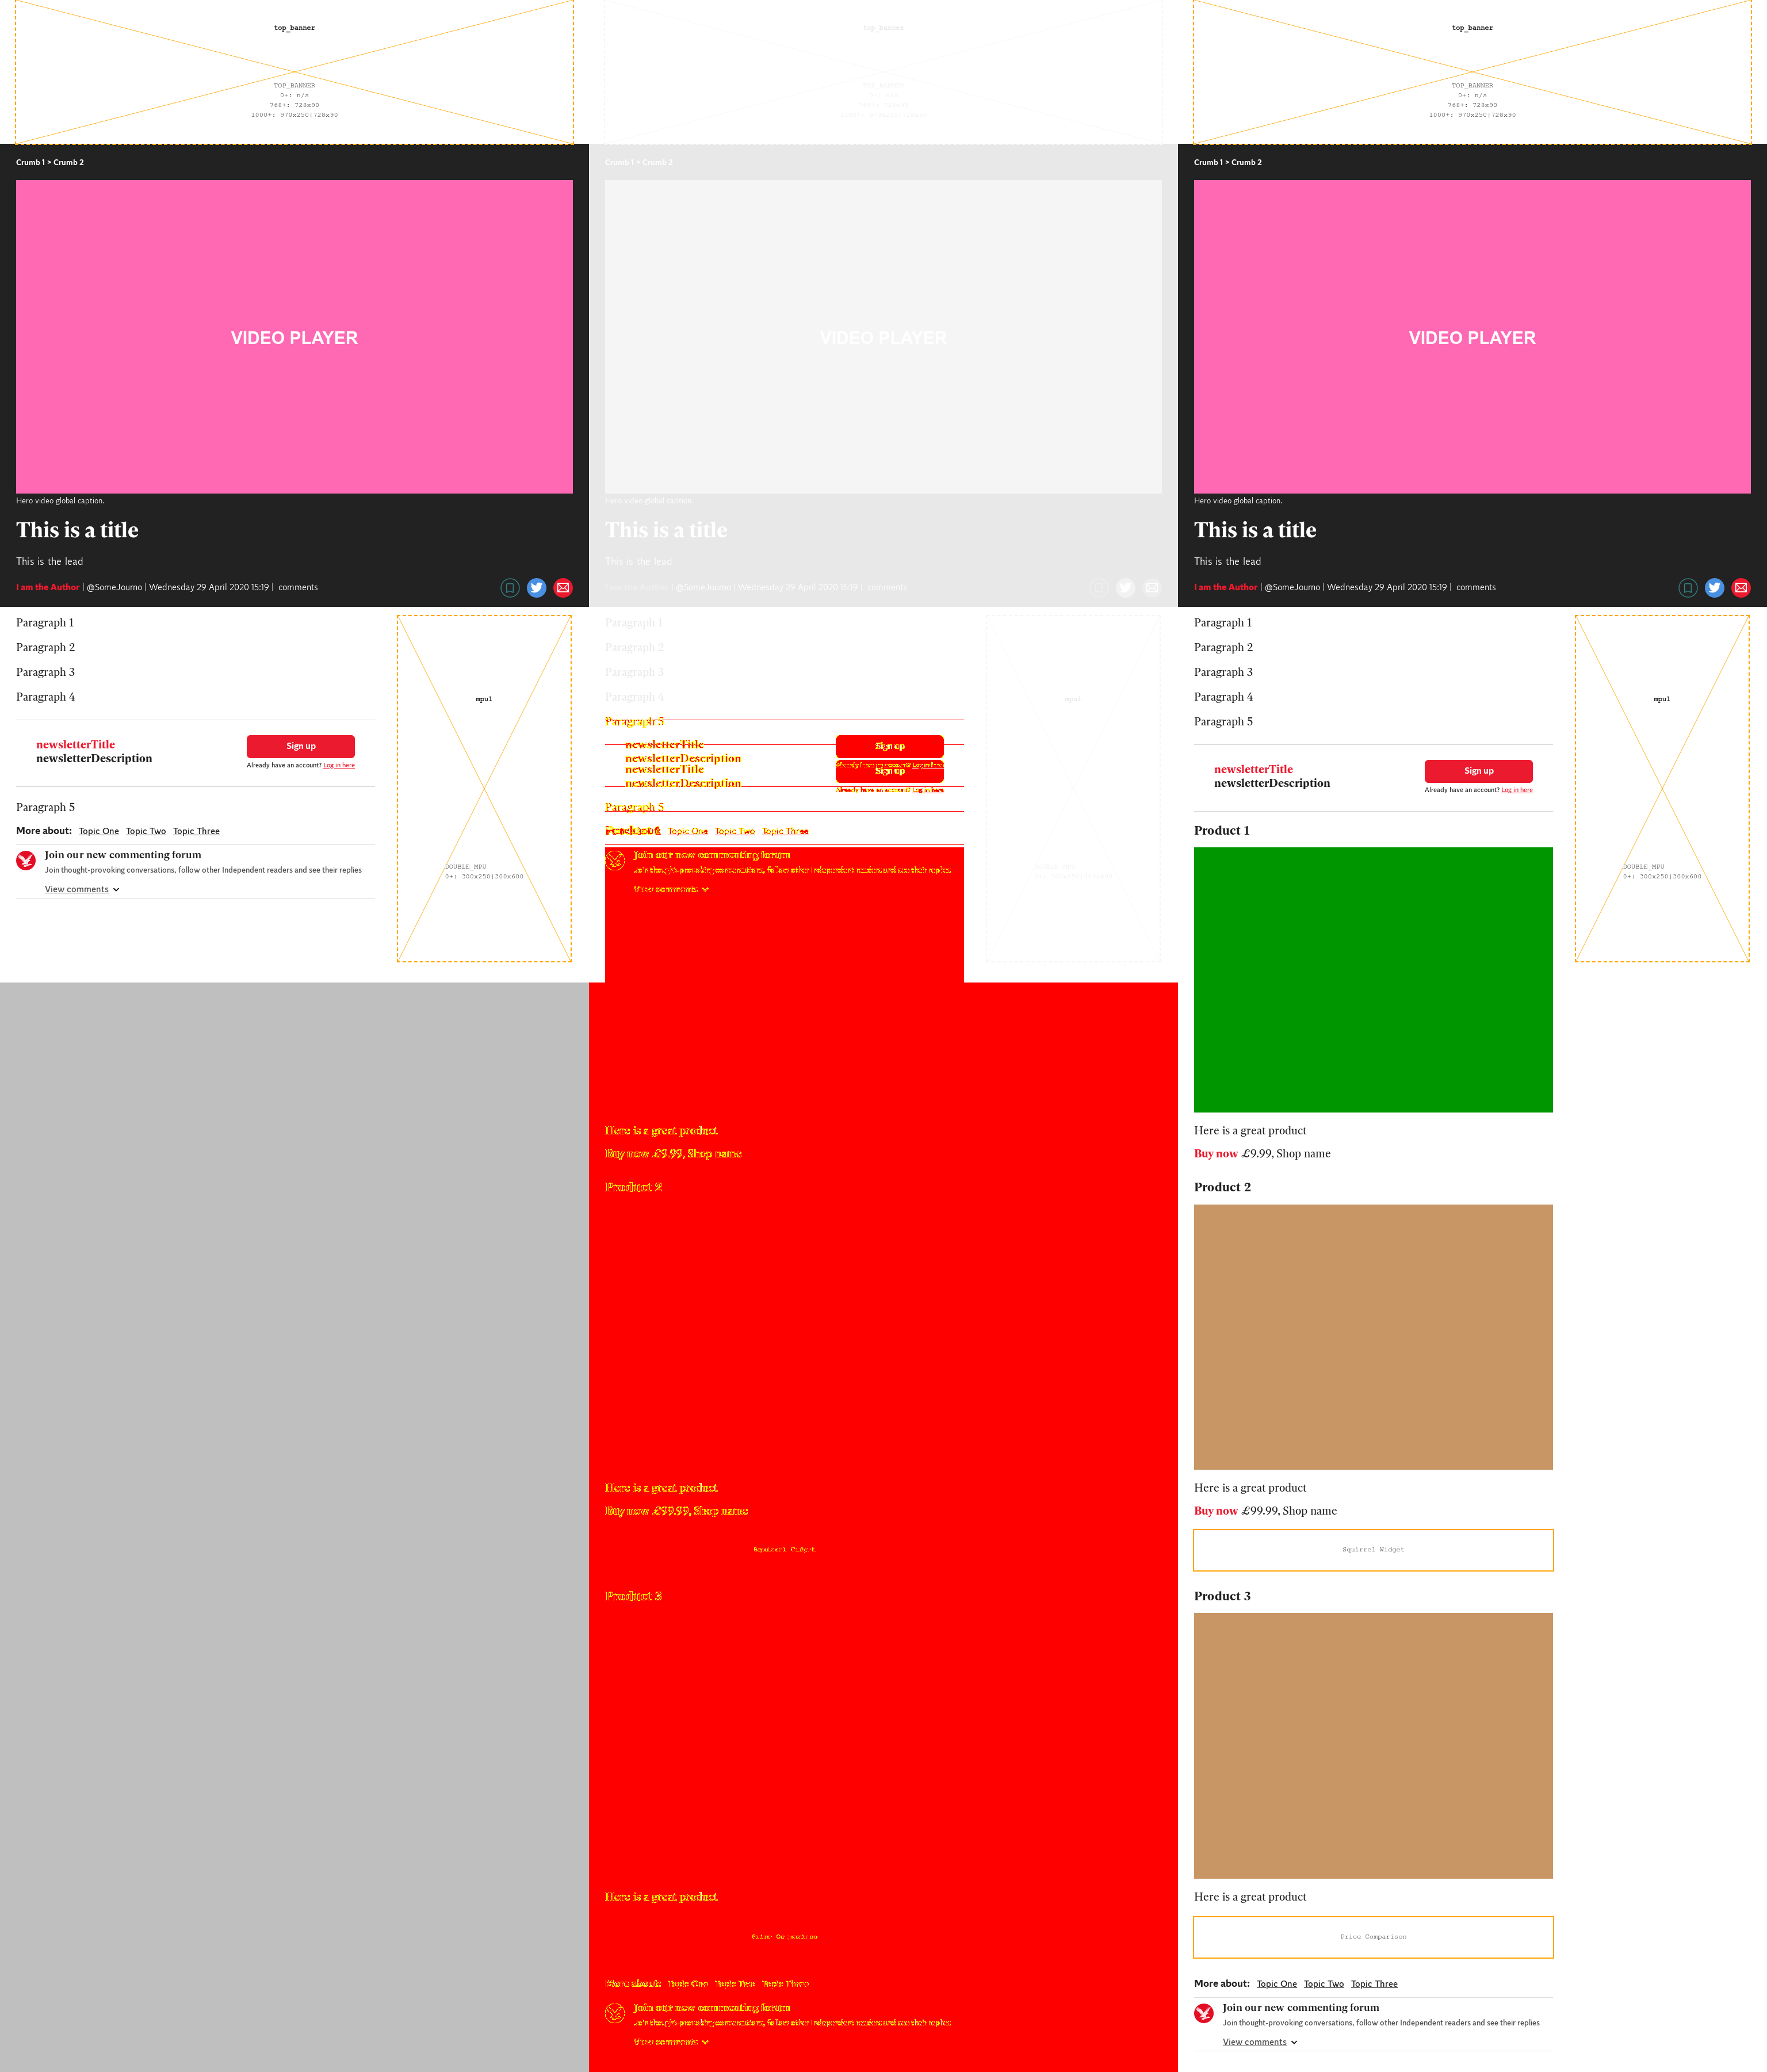 top_banner
TOP_BANNER
0+: n/a
768+: 728x90
1000+: 970x250|728x90
Crumb 1 > Crumb 2
VIDEO PLAYER
Hero video global caption.
This is a title
This is the lead
I am the Author | @SomeJourno | Wednesday 29 April 2020 15:19 | comments
Paragraph 1
Paragraph 2
Paragraph 3
Paragraph 4
newsletterTitle
newsletterDescription
Sign up
Already have an account? Log in here
Paragraph 5
More about: Topic One Topic Two Topic Three
Join our new commenting forum
Join thought-provoking conversations, follow other Independent readers and see their replies
View comments
mpu1
DOUBLE_MPU
0+: 300x250|300x600
top_banner
Crumb 1 > Crumb 2
VIDEO PLAYER
Hero video global caption.
This is a title
This is the lead
I am the Author | @SomeJourno | Wednesday 29 April 2020 15:19 | comments
Paragraph 1
Paragraph 2
Paragraph 3
Paragraph 4
Paragraph 5
newsletterTitle
newsletterDescription
Sign up
Already have an account? Log in here
newsletterTitle
newsletterDescription
Sign up
Already have an account? Log in here
Paragraph 5
Topic One Topic Two Topic Three
Join our new commenting forum
Join thought-provoking conversations, follow other Independent readers and see their replies
View comments
mpu1
Here is a great product
Buy now £9.99, Shop name
Product 2
Here is a great product
Buy now £99.99, Shop name
Squirrel Widget
Product 3
Here is a great product
Price Comparison
More about: Topic One Topic Two Topic Three
Join our new commenting forum
Join thought-provoking conversations, follow other Independent readers and see their replies
View comments
top_banner
TOP_BANNER
0+: n/a
768+: 728x90
1000+: 970x250|728x90
Crumb 1 > Crumb 2
VIDEO PLAYER
Hero video global caption.
This is a title
This is the lead
I am the Author | @SomeJourno | Wednesday 29 April 2020 15:19 | comments
Paragraph 1
Paragraph 2
Paragraph 3
Paragraph 4
Paragraph 5
newsletterTitle
newsletterDescription
Sign up
Already have an account? Log in here
Product 1
mpu1
DOUBLE_MPU
0+: 300x250|300x600
Here is a great product
Buy now £9.99, Shop name
Product 2
Here is a great product
Buy now £99.99, Shop name
Squirrel Widget
Product 3
Here is a great product
Price Comparison
More about: Topic One Topic Two Topic Three
Join our new commenting forum
Join thought-provoking conversations, follow other Independent readers and see their replies
View comments